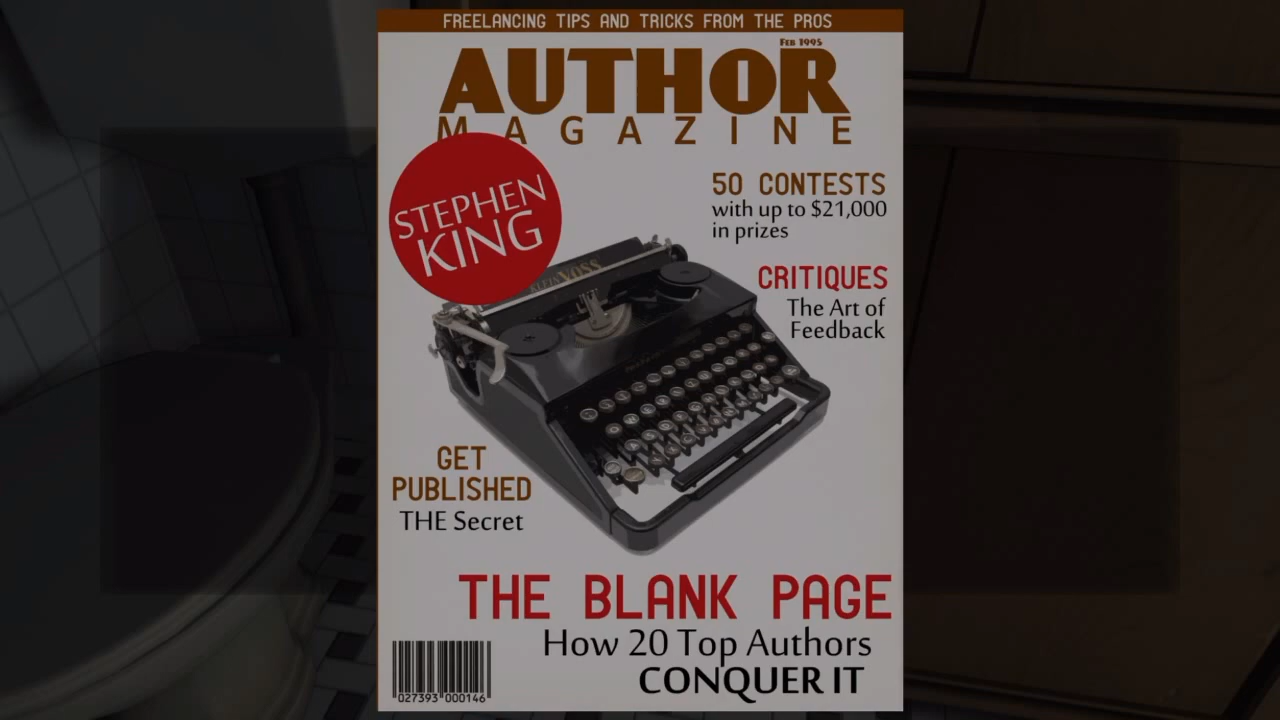 FREELANCING TIPS AND TRICKS FROM THE PROS
FEB 1995
AUTHOR
MAGAZINE
STEPHEN
KING
50 CONTESTS
with up to $21,000
in prizes
CRITIQUES
The Art of
Feedback
KLEIN VOSS
GET
PUBLISHED
THE Secret
THE BLANK PAGE
How 20 Top Authors
CONQUER IT
027393 000146